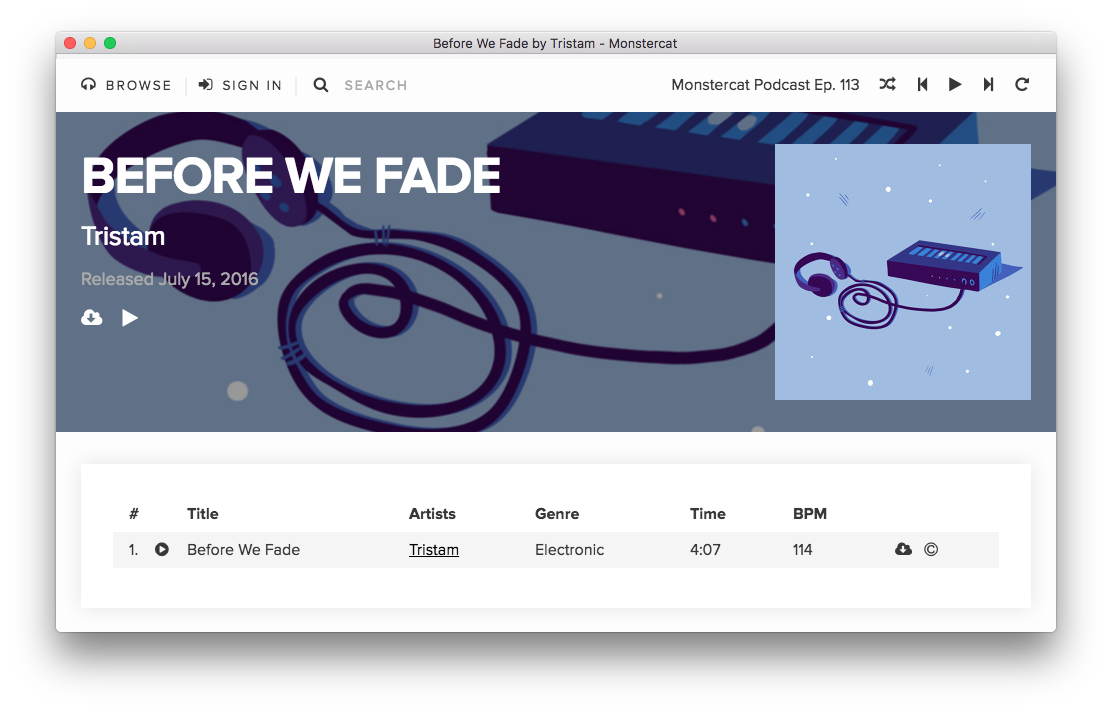 Before We Fade by Tristam - Monstercat
BROWSE SIGN IN SEARCH Monstercat Podcast Ep. 113
BEFORE WE FADE
Tristam
Released July 15, 2016
# Title Artists Genre Time BPM
1. Before We Fade Tristam Electronic 4:07 114 ©